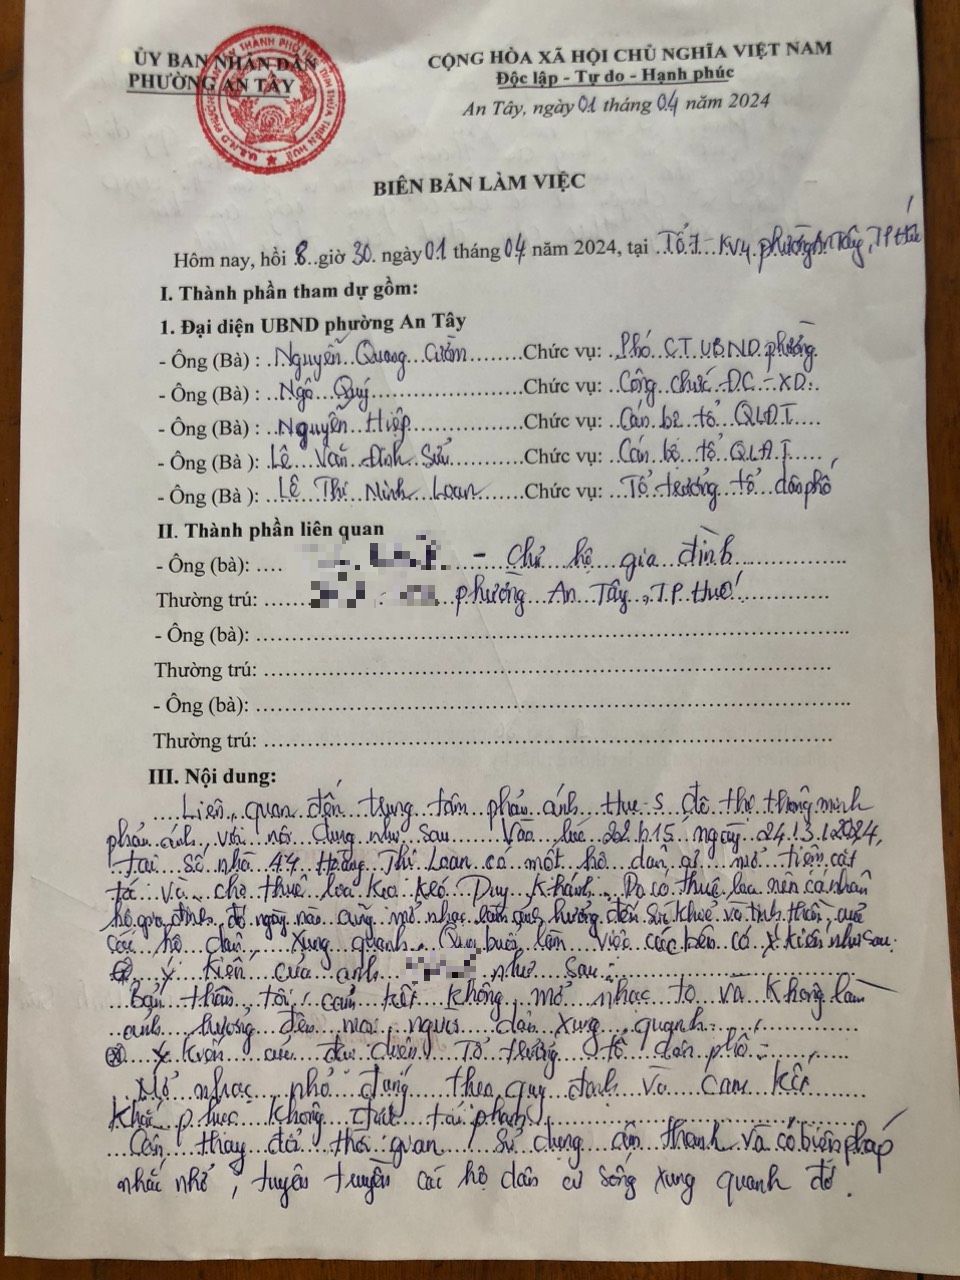 ỦY BAN NHÂN DÂN
PHƯỜNG AN TÂY
CỘNG HÒA XÃ HỘI CHỦ NGHĨA VIỆT NAM
Độc lập - Tự do - Hạnh phúc
An Tây, ngày 01 tháng 04 năm 2024
BIÊN BẢN LÀM VIỆC
Hôm nay, hồi 8 giờ 30 ngày 01 tháng 04 năm 2024, tại Tổ 7 - KV4 phường An Tây, TP Huế
I. Thành phần tham dự gồm:
1. Đại diện UBND phường An Tây
- Ông (Bà) : Nguyễn Quang Cườm Chức vụ: Phó C.T UBND phường
- Ông (Bà) : Ngô Quý Chức vụ: Công chức ĐC - XD
- Ông (Bà) : Nguyễn Hiệp Chức vụ: Cán bộ tổ QLĐT
- Ông (Bà ): Lê Văn Đình Sửu Chức vụ: Cán bộ tổ QLĐT
- Ông (Bà ): Lê Thị Minh Loan Chức vụ: Tổ trưởng tổ dân phố
II. Thành phần liên quan
- Ông (bà): - Chủ hộ gia đình
Thường trú: phường An Tây, TP Huế
- Ông (bà):
Thường trú:
- Ông (bà):
Thường trú:
III. Nội dung:
Liên quan đến trung tâm phản ánh Hue-S đô thị thông minh
phản ánh với nội dung như sau Vào lúc 22h15 ngày 24/3/2024,
tại số nhà 47 Hoàng Thị Loan có một hộ dân mở tiệm cắt
tóc và cho thuê loa kẹo kéo Duy Khánh. Do có thuê loa nên cá nhân
hộ gia đình đó ngày nào cũng mở nhạc làm ảnh hưởng đến sức khoẻ và tinh thần của
các hộ dân xung quanh. Qua buổi làm việc các bên có ý kiến như sau:
Ý kiến của anh như sau:
Bản thân tôi cam kết không mở nhạc to và không làm
ảnh hưởng đến mọi người dân xung quanh.
Ý kiến của đại diện Tổ trưởng tổ dân phố:
Mở nhạc nhỏ đúng theo quy định và cam kết
Khắc phục không được tái phạm
Cần thay đổi thời quan sử dụng âm thanh và có biện pháp
nhắc nhở, tuyên truyền các hộ dân cư sống xung quanh đó.